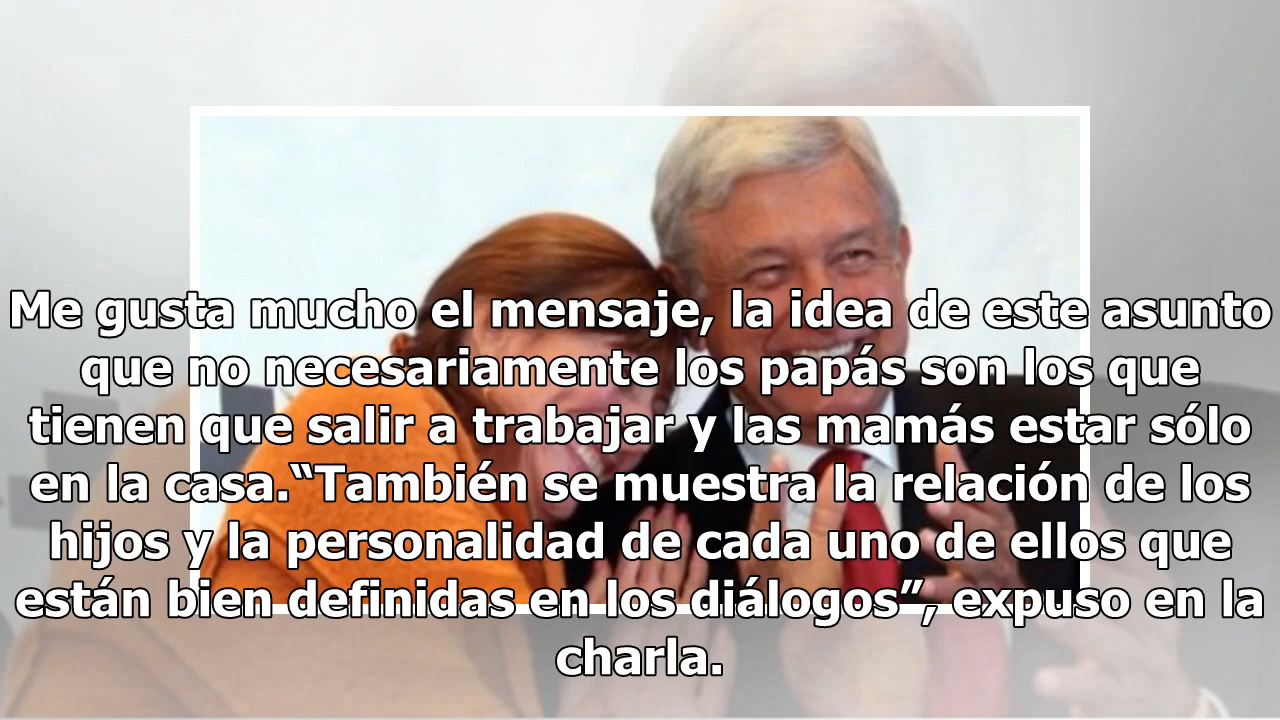 Me gusta mucho el mensaje, la idea de este asunto
que no necesariamente los papás son los que
tienen que salir a trabajar y las mamás estar sólo
en la casa.“También se muestra la relación de los
hijos y la personalidad de cada uno de ellos que
están bien definidas en los diálogos”, expuso en la
charla.